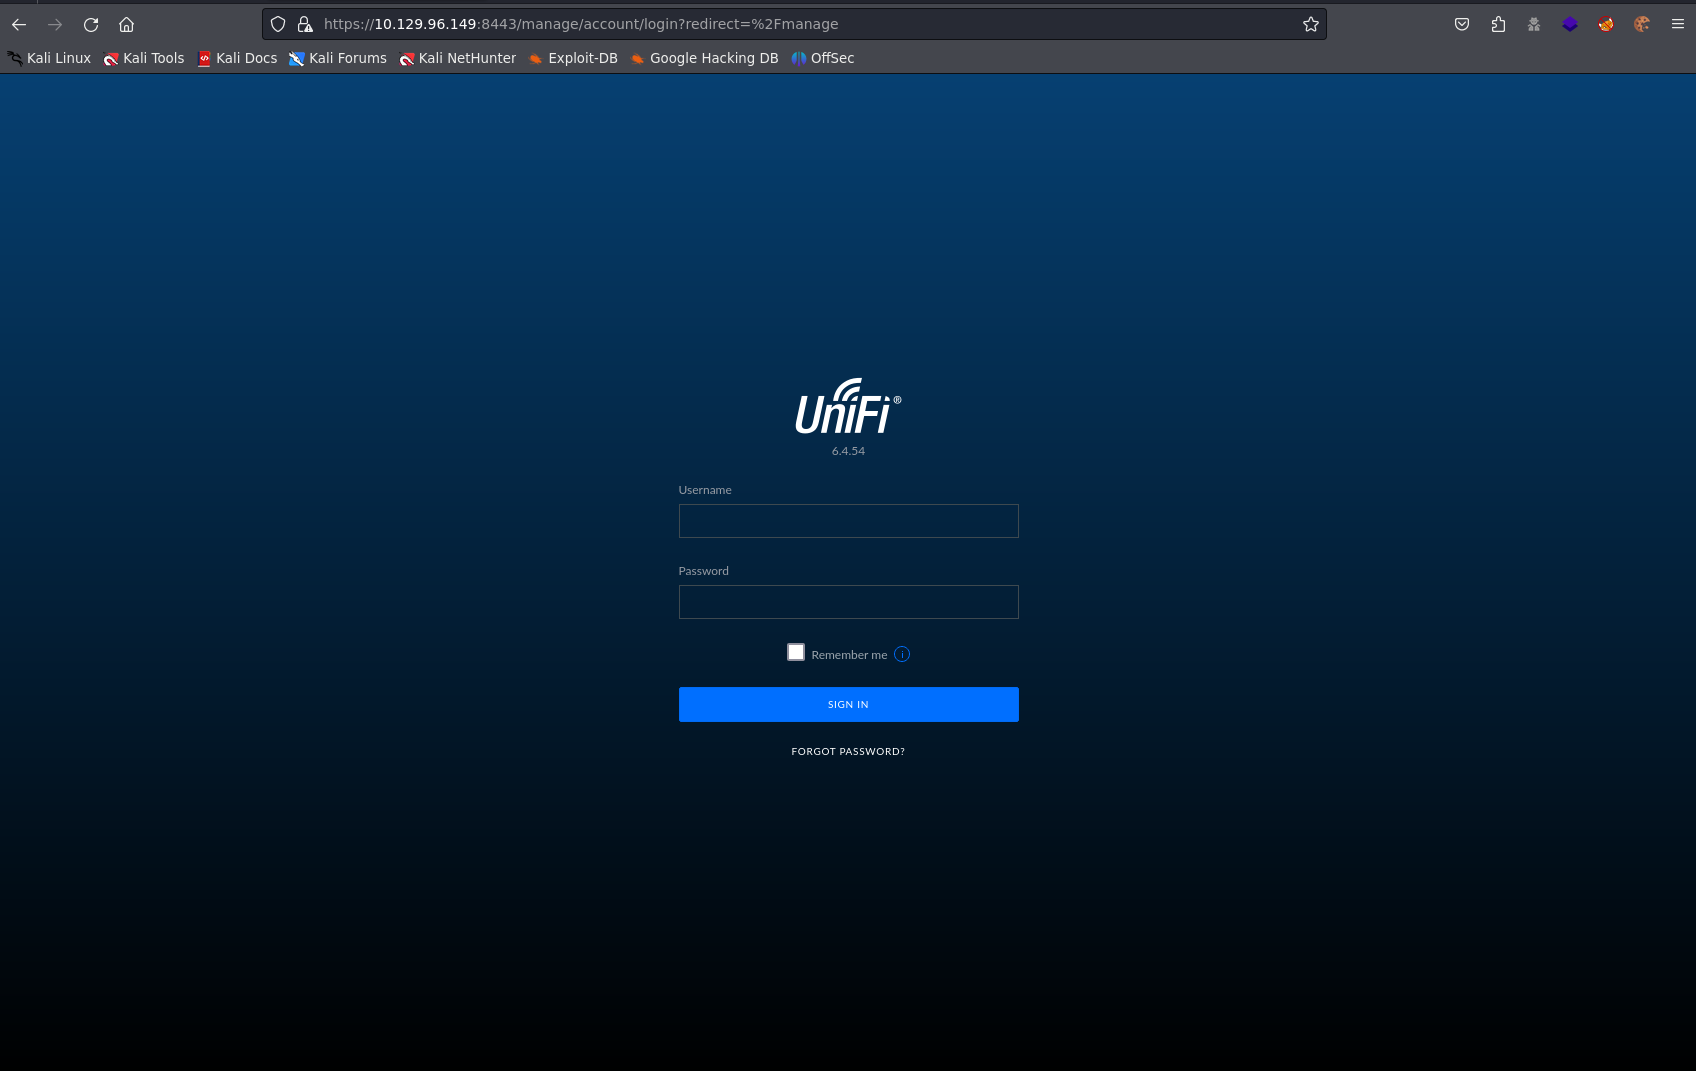 https://10.129.96.149:8443/manage/account/login?redirect=%2Fmanage
Kali Linux Kali Tools Kali Docs Kali Forums Kali NetHunter Exploit-DB Google Hacking DB OffSec
UniFi®
6.4.54
Username
Password
Remember me
SIGN IN
FORGOT PASSWORD?